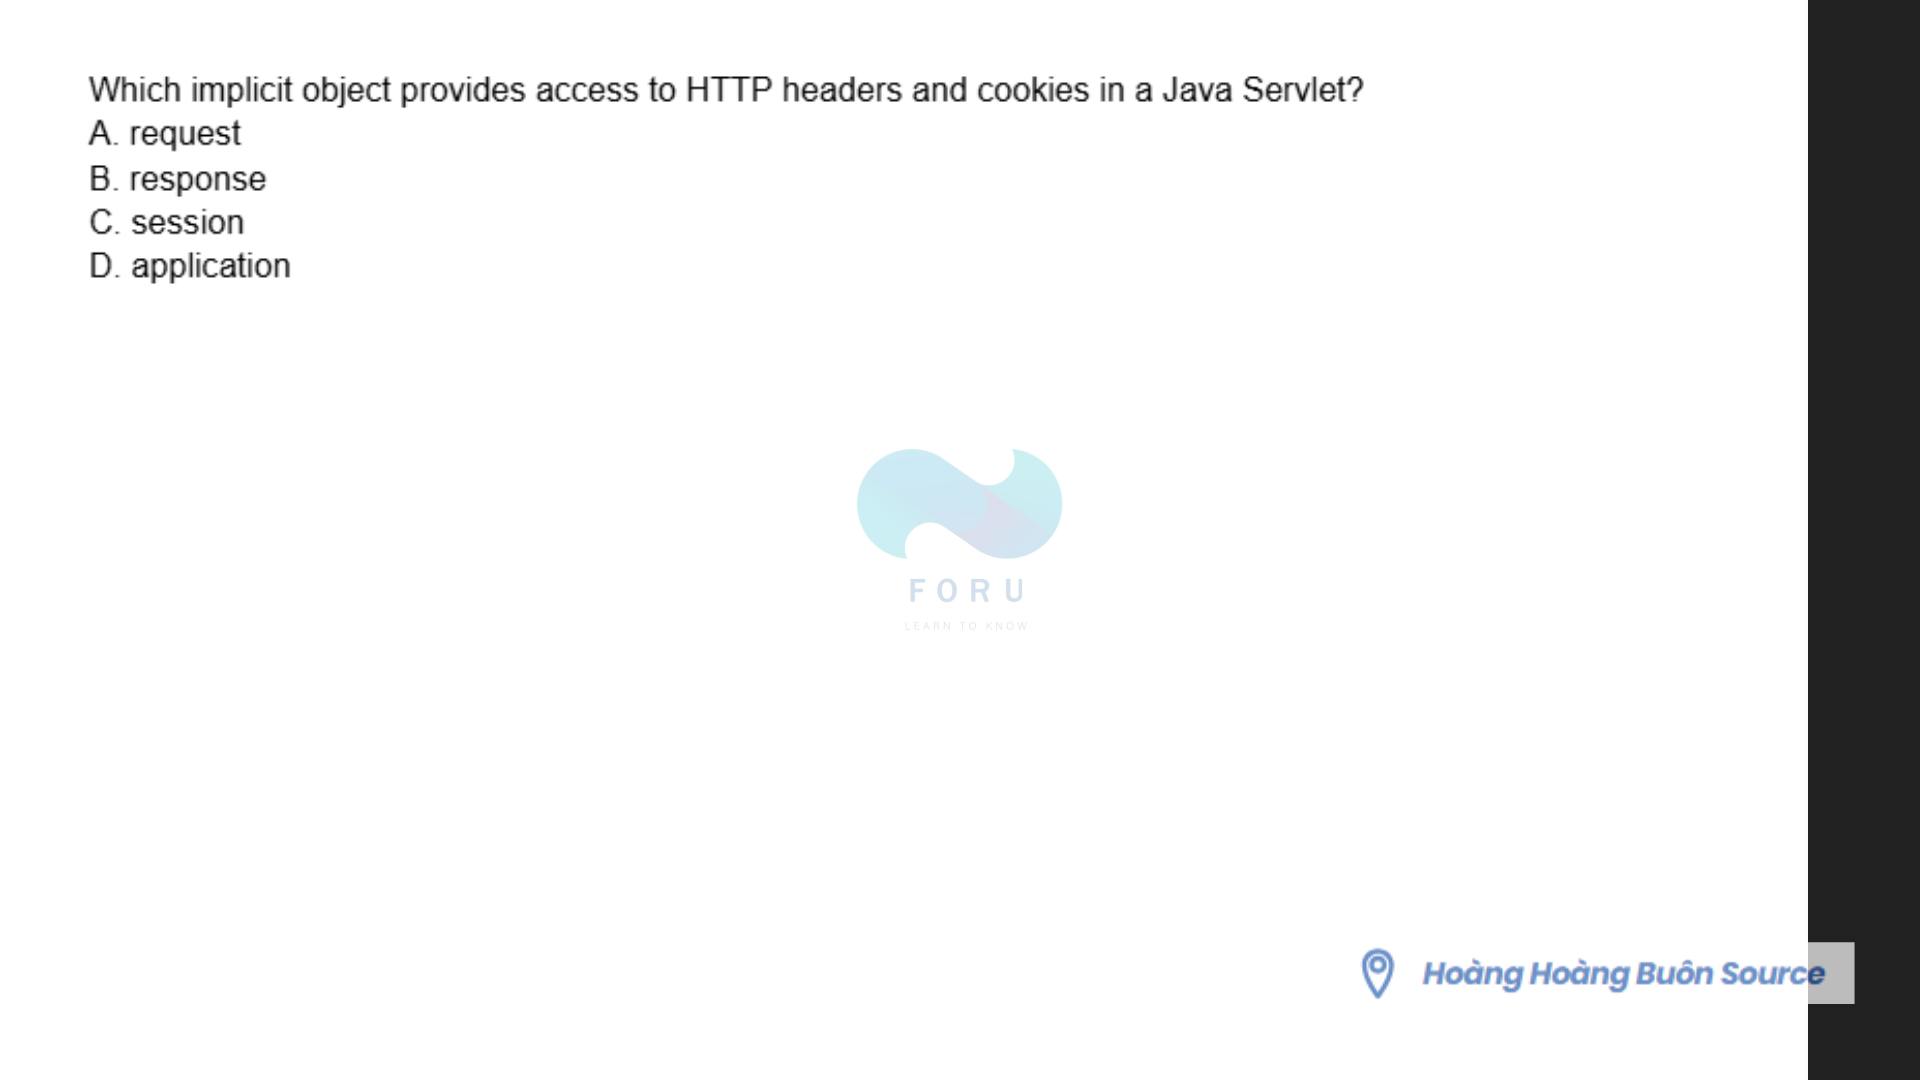 Which implicit object provides access to HTTP headers and cookies in a Java Servlet?
A. request
B. response
C. session
D. application
FORU
LEARN TO KNOW
Hoàng Hoàng Buôn Source